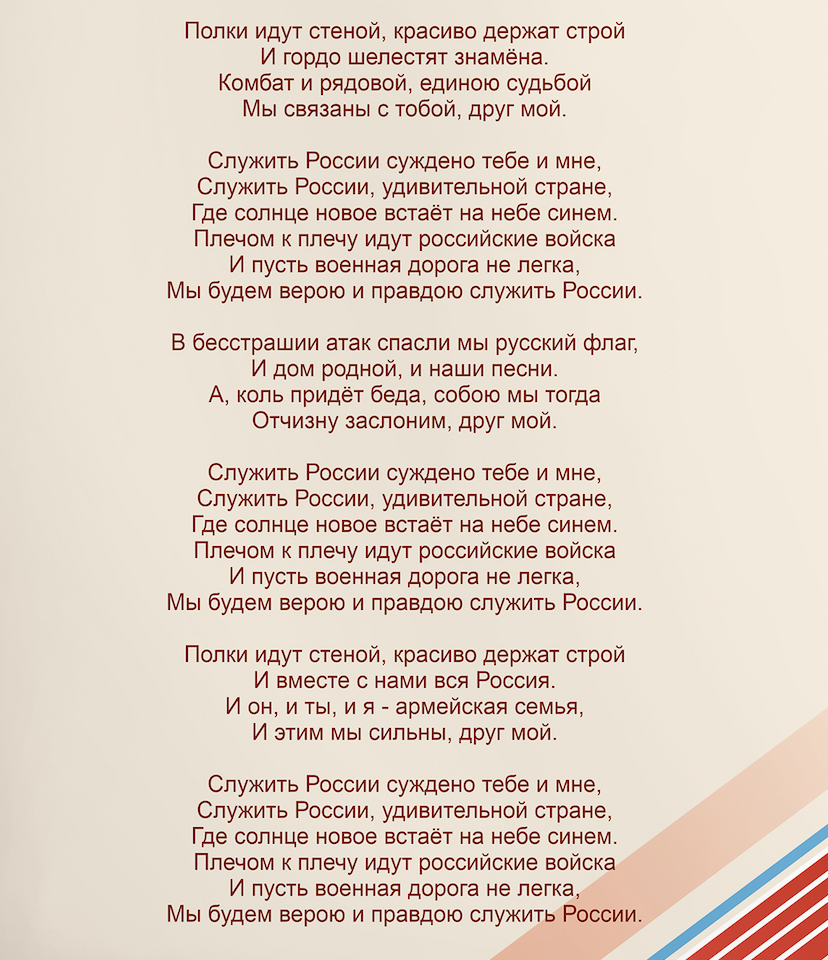 Полки идут стеной, красиво держат строй
И гордо шелестят знамёна.
Комбат и рядовой, единою судьбой
Мы связаны с тобой, друг мой.
Служить России суждено тебе и мне,
Служить России, удивительной стране,
Где солнце новое встаёт на небе синем.
Плечом к плечу идут российские войска
И пусть военная дорога не легка,
Мы будем верою и правдою служить России.
В бесстрашии атак спасли мы русский флаг,
И дом родной, и наши песни.
А, коль придёт беда, собою мы тогда
Отчизну заслоним, друг мой.
Служить России суждено тебе и мне,
Служить России, удивительной стране,
Где солнце новое встаёт на небе синем.
Плечом к плечу идут российские войска
И пусть военная дорога не легка,
Мы будем верою и правдою служить России.
Полки идут стеной, красиво держат строй
И вместе с нами вся Россия.
И он, и ты, и я - армейская семья,
И этим мы сильны, друг мой.
Служить России суждено тебе и мне,
Служить России, удивительной стране,
Где солнце новое встаёт на небе синем.
Плечом к плечу идут российские войска
И пусть военная дорога не легка,
Мы будем верою и правдою служить России.